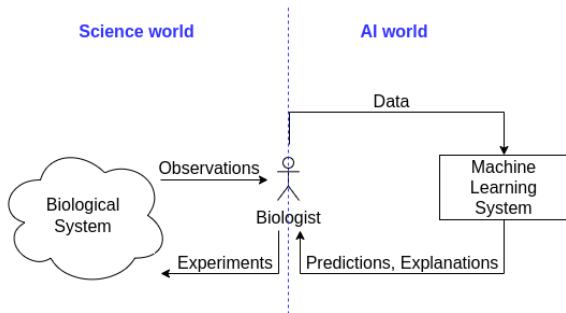 Science world
AI world
Data
Observations
Machine
Learning
System
Biological
System
Biologist
Experiments
Predictions, Explanations